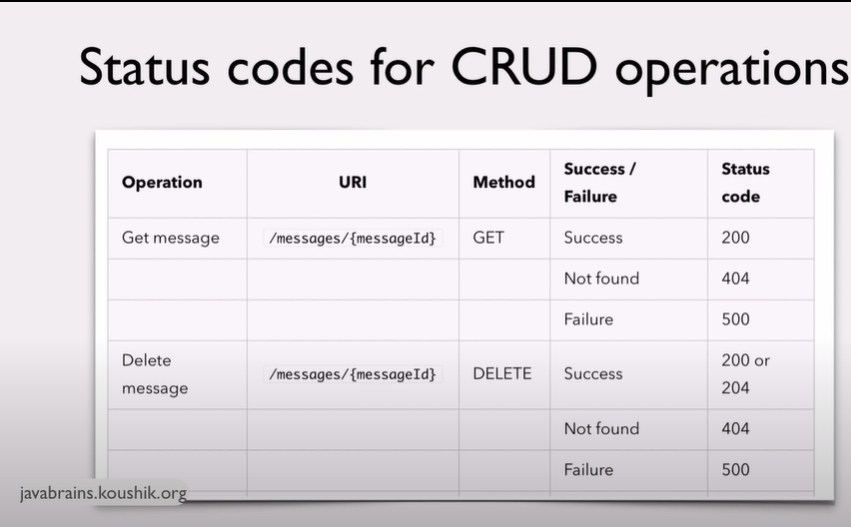 Status codes for CRUD operations
Operation URI Method Success / Failure Status code
Get message /messages/{messageId} GET Success 200
Not found 404
Failure 500
Delete message /messages/{messageId} DELETE Success 200 or 204
Not found 404
Failure 500
javabrains.koushik.org